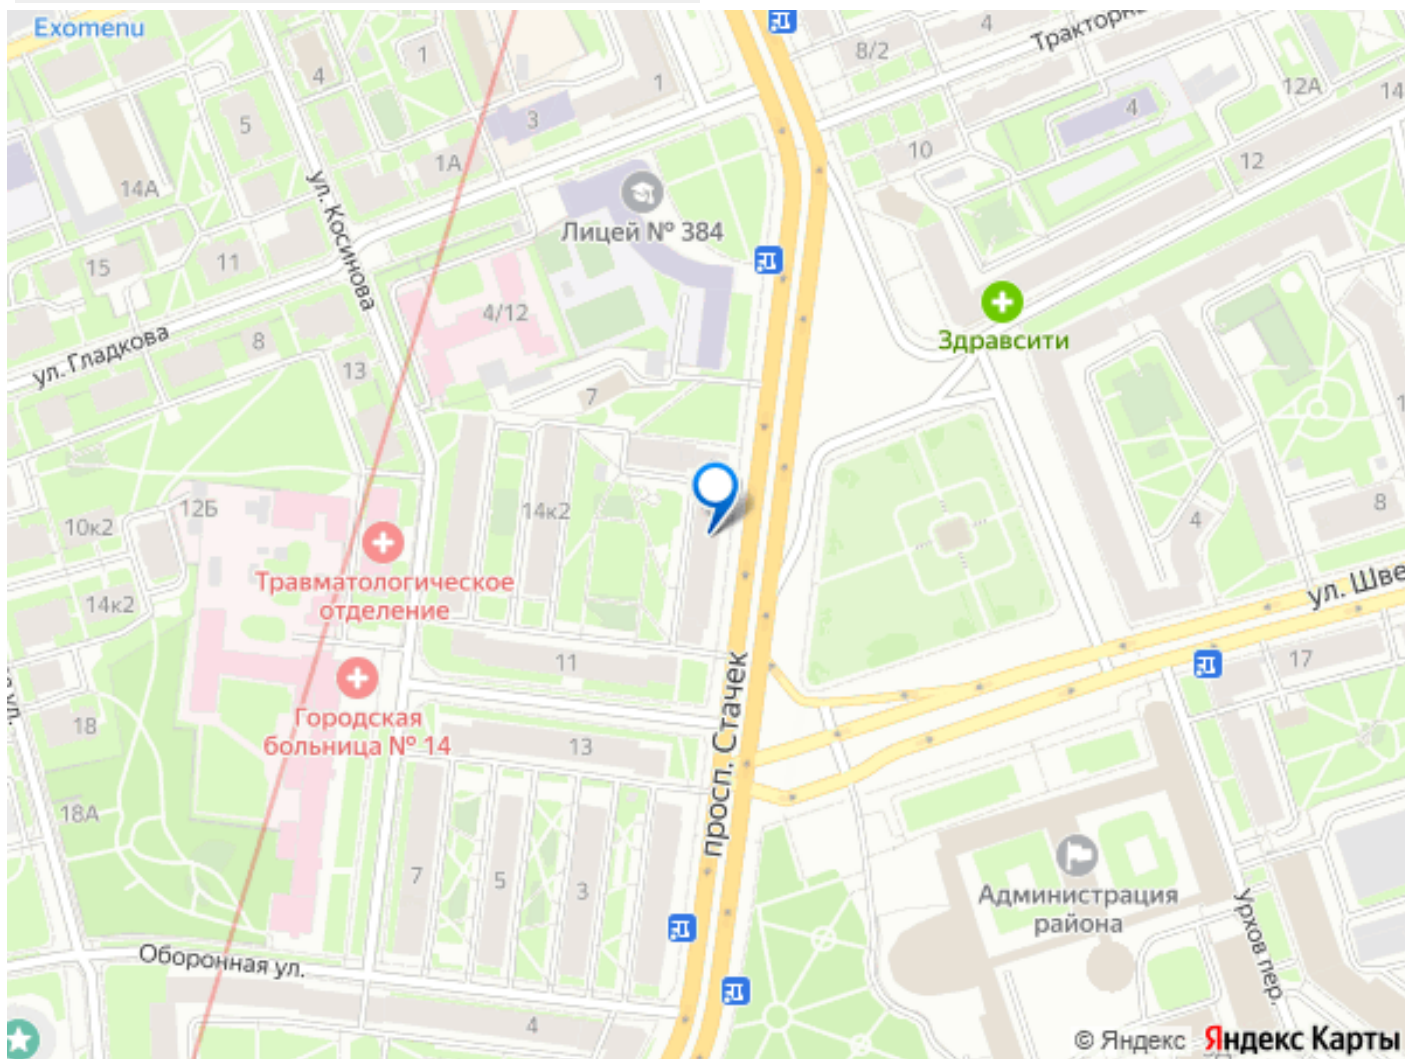 Exomenu
4
1
4
8/2
Тракторна
12А
14
5
3
1
4
10
12
14А
1А
ул. Косинова
Лицей № 384
15
11
4/12
Здравсити
ул. Гладкова
8
13
7
12Б
14к2
10к2
4
8
Травматологическое
отделение
14к2
ул. Шве
11
17
18
Городская
больница № 14
13
просп. Стачек
18А
7
5
3
Администрация
района
Урхов пер.
Оборонная ул.
4
© Яндекс Яндекс Карты